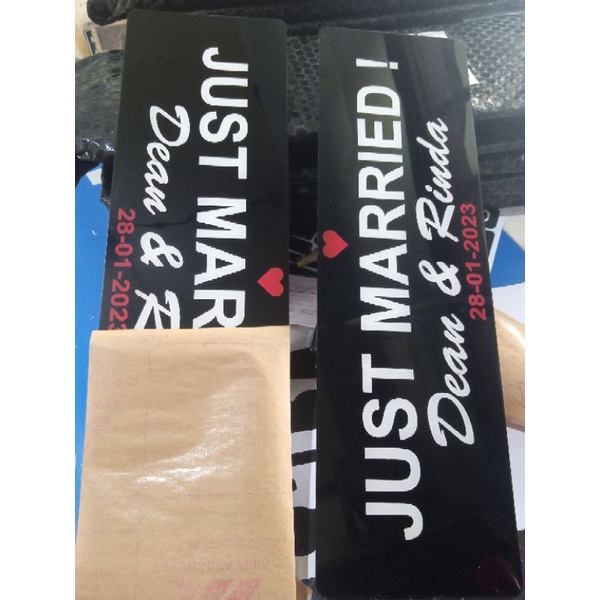 JUST MAR
Dean & R
28-01-2023
JUST MARRIED !
Dean & Rinda
28-01-2023